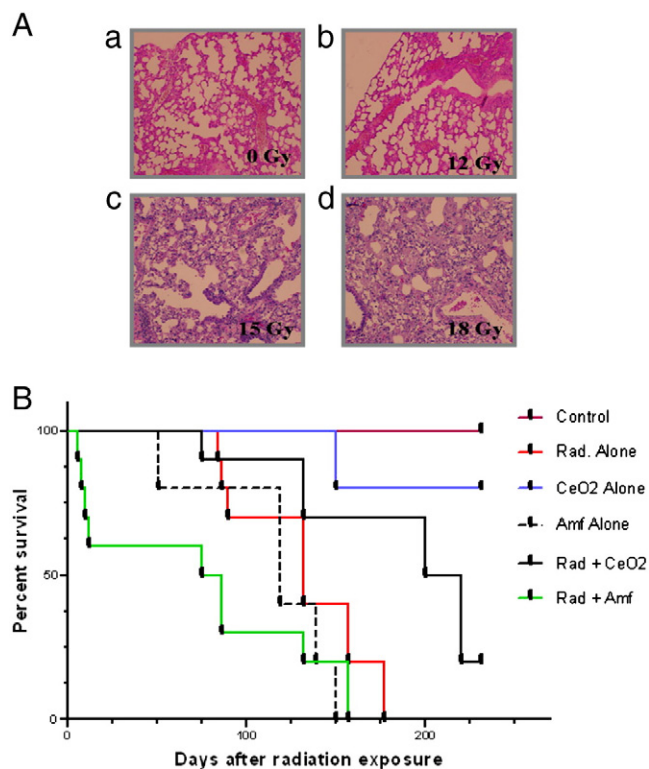 A
a
b
0 Gy
12 Gy
c
d
15 Gy
18 Gy
B
100
50
0
0
100
200
Percent survival
Days after radiation exposure
Control
Rad. Alone
CeO2 Alone
Amf Alone
Rad + CeO2
Rad + Amf